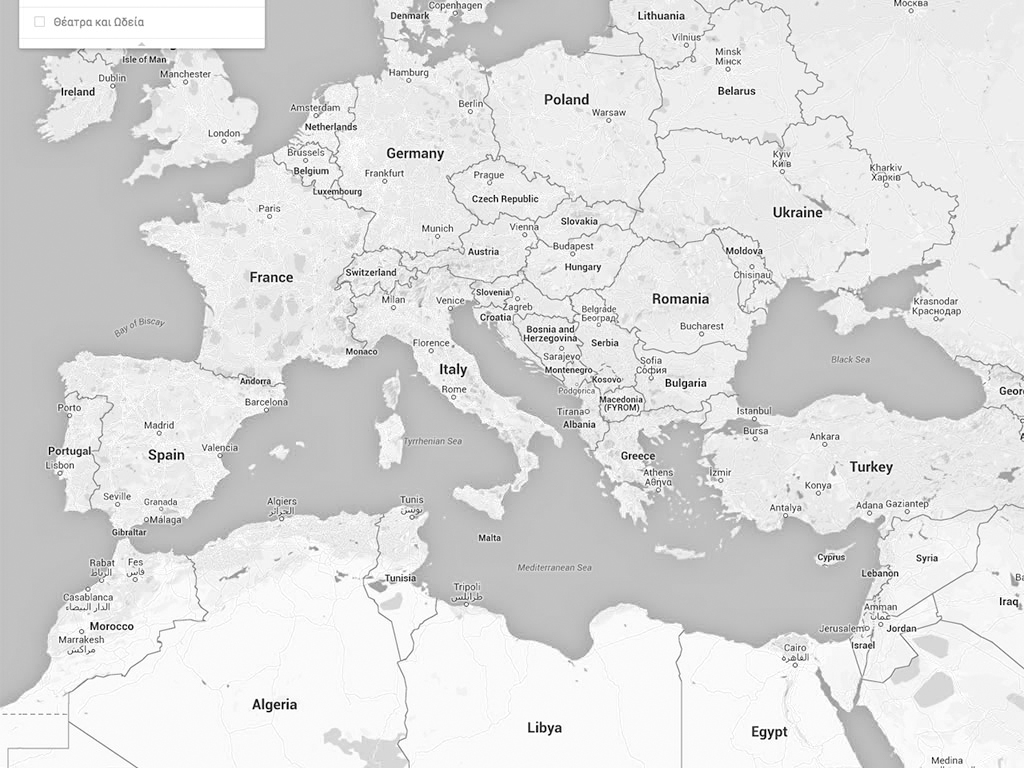 Θέατρα και Ωδεία
Copenhagen
Denmark
Lithuania
Москва
Vilnius
Isle of Man
Minsk
Мінск
Dublin
Manchester
Hamburg
Ireland
Belarus
Berlin
Poland
Amsterdam
Warsaw
Netherlands
London
Brussels
Germany
Kyiv
Київ
Belgium
Frankfurt
Prague
Kharkiv
Харків
Luxembourg
Czech Republic
Paris
Ukraine
Slovakia
Munich
Vienna
Austria
Budapest
Moldova
Switzerland
Hungary
Chisinau
France
Slovenia
Milan
Venice
Zagreb
Romania
Krasnodar
Краснодар
Croatia
Belgrade
Београд
Bay of Biscay
Bosnia and
Herzegovina
Bucharest
Florence
Serbia
Monaco
Sarajevo
Black Sea
Italy
Montenegro
Sofia
София
Andorra
Kosovo
Bulgaria
Rome
Podgorica
Geor
Barcelona
Macedonia
(FYROM)
Porto
Tirana
Istanbul
Madrid
Albania
Bursa
Ankara
Tyrrhenian Sea
Portugal
Spain
Valencia
Greece
Lisbon
Turkey
Athens
Αθήνα
İzmir
Konya
Seville
Granada
Algiers
الجزائر
Tunis
تونس
Antalya
Adana
Gaziantep
Málaga
Gibraltar
Malta
Cyprus
Syria
Rabat
الرباط
Fes
فاس
Mediterranean Sea
Lebanon
Tunisia
Tripoli
طرابلس
Iraq
Casablanca
الدار البيضاء
Amman
عمان
Morocco
Jerusalem
Jordan
Marrakesh
مراكش
Israel
Cairo
القاهرة
Algeria
Libya
Egypt
Medina